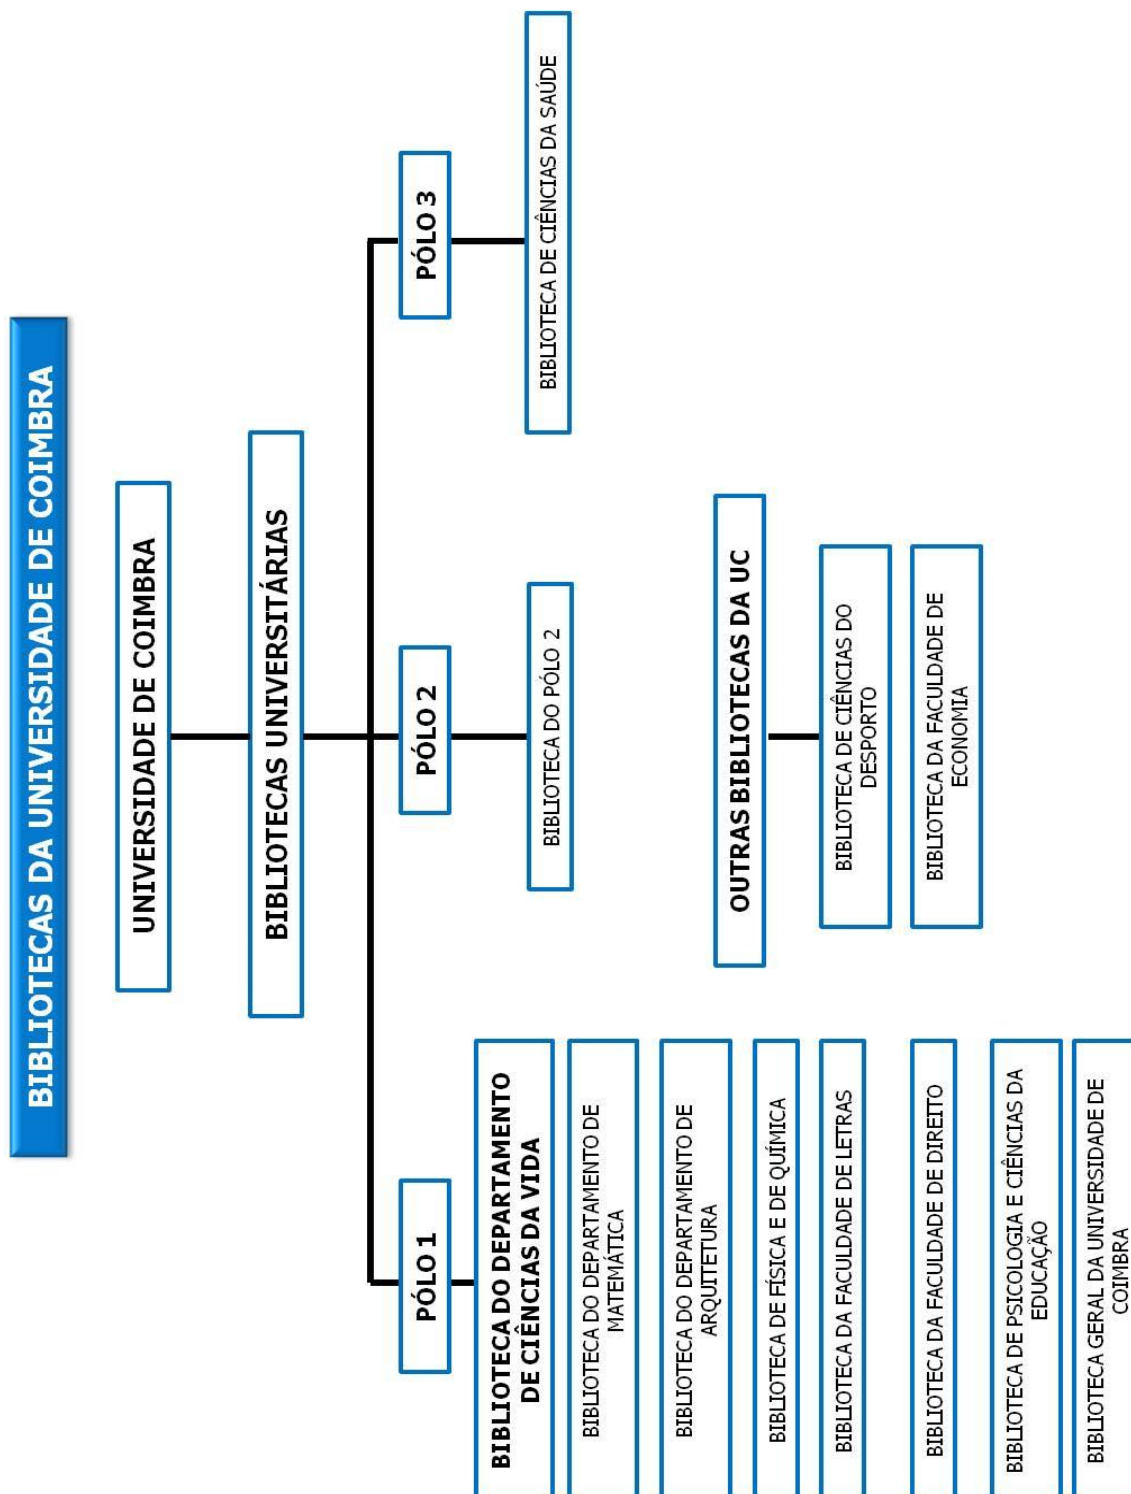 BIBLIOTECAS DA UNIVERSIDADE DE COIMBRA
UNIVERSIDADE DE COIMBRA
BIBLIOTECAS UNIVERSITÁRIAS
PÓLO 1
PÓLO 2
PÓLO 3
BIBLIOTECA DO DEPARTAMENTO
DE CIÊNCIAS DA VIDA
BIBLIOTECA DO DEPARTAMENTO DE
MATEMÁTICA
BIBLIOTECA DO DEPARTAMENTO DE
ARQUITETURA
BIBLIOTECA DE FÍSICA E DE QUÍMICA
BIBLIOTECA DA FACULDADE DE LETRAS
BIBLIOTECA DA FACULDADE DE DIREITO
BIBLIOTECA DE PSICOLOGIA E CIÊNCIAS DA
EDUCAÇÃO
BIBLIOTECA GERAL DA UNIVERSIDADE DE
COIMBRA
BIBLIOTECA DO PÓLO 2
BIBLIOTECA DE CIÊNCIAS DA SAÚDE
OUTRAS BIBLIOTECAS DA UC
BIBLIOTECA DE CIÊNCIAS DO
DESPORTO
BIBLIOTECA DA FACULDADE DE
ECONOMIA